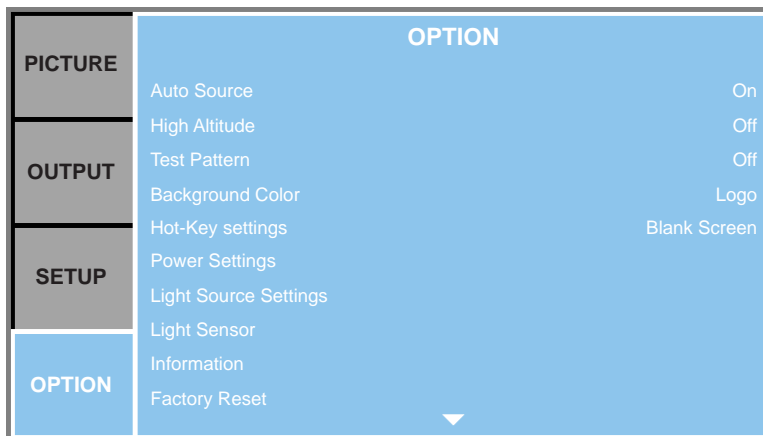 PICTURE
OUTPUT
SETUP
OPTION
OPTION
Auto Source On
High Altitude Off
Test Pattern Off
Background Color Logo
Hot-Key settings Blank Screen
Power Settings
Light Source Settings
Light Sensor
Information
Factory Reset